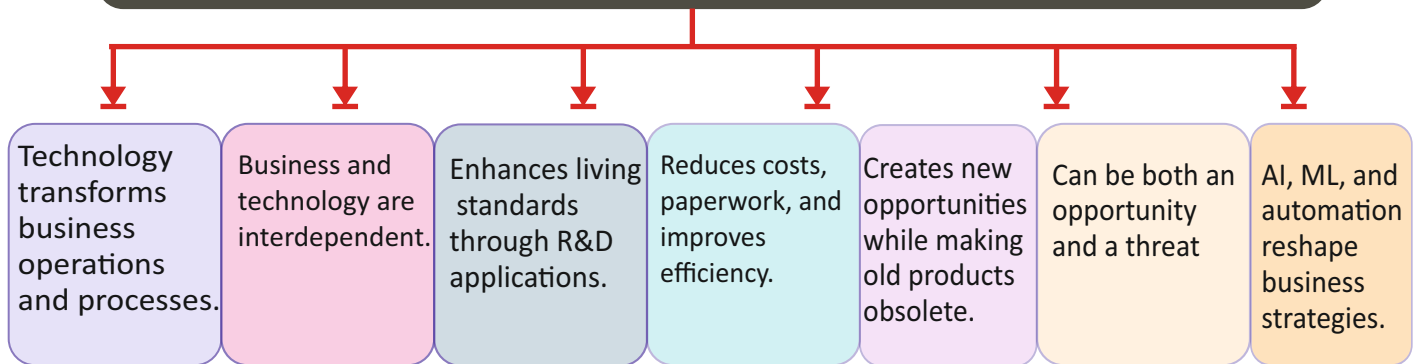 Technology
transforms
business
operations
and processes.
Business and
technology are
interdependent.
Enhances living
standards
through R&D
applications.
Reduces costs,
paperwork, and
improves
efficiency.
Creates new
opportunities
while making
old products
obsolete.
Can be both an
opportunity
and a threat
AI, ML, and
automation
reshape
business
strategies.